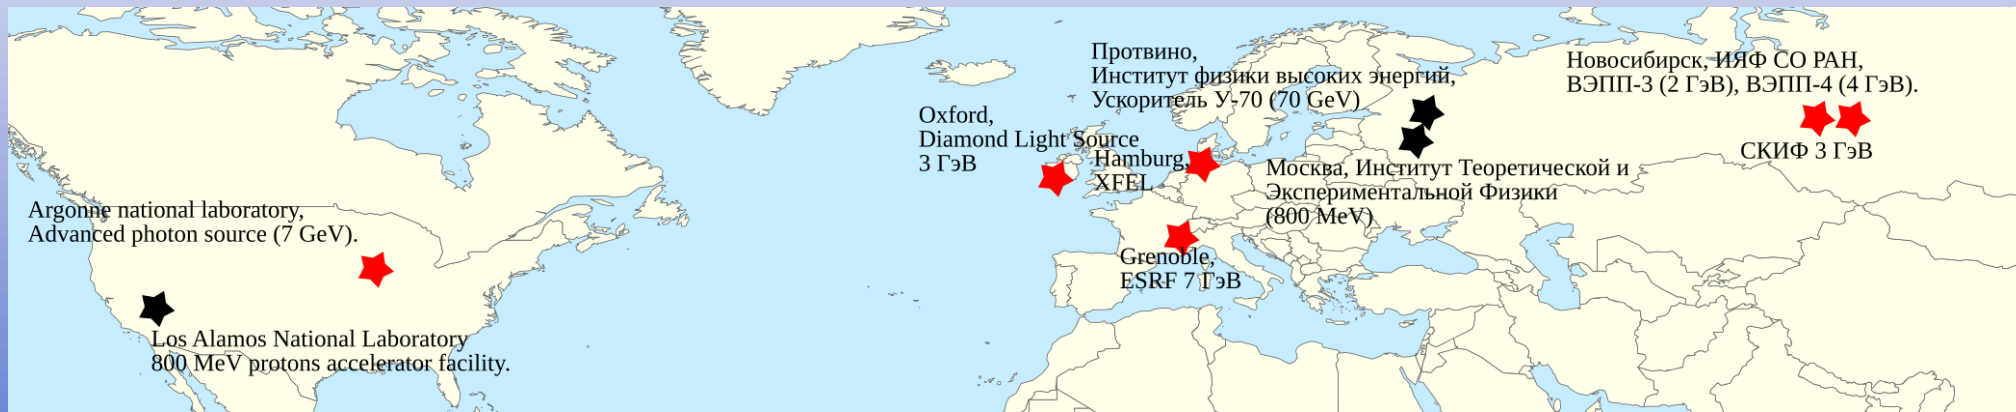 Argonne national laboratory,
Advanced photon source (7 GeV).
Los Alamos National Laboratory
800 MeV protons accelerator facility.
Oxford,
Diamond Light Source
3 ГэВ
Протвино,
Институт физики высоких энергий,
Ускоритель У-70 (70 GeV)
Hamburg,
XFEL
Grenoble,
ESRF 7 ГэВ
Москва, Институт Теоретической и
Экспериментальной Физики
(800 MeV)
Новосибирск, ИЯФ СО РАН,
ВЭПП-3 (2 ГэВ), ВЭПП-4 (4 ГэВ).
СКИФ 3 ГэВ